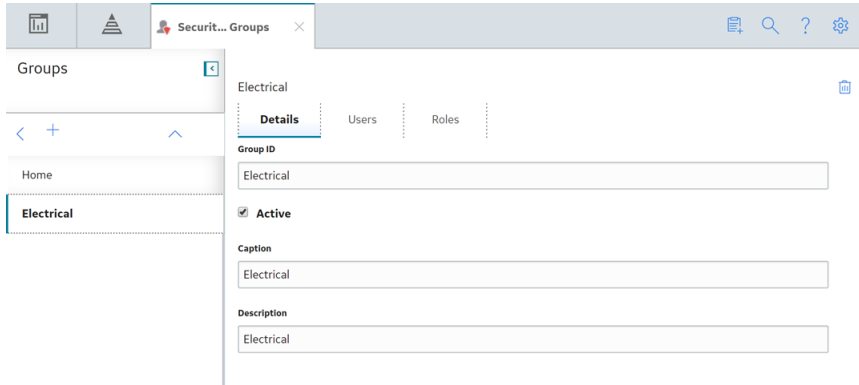 Securit... Groups
Groups
Home
Electrical
Electrical
Details
Users
Roles
Group ID
Electrical
Active
Caption
Electrical
Description
Electrical